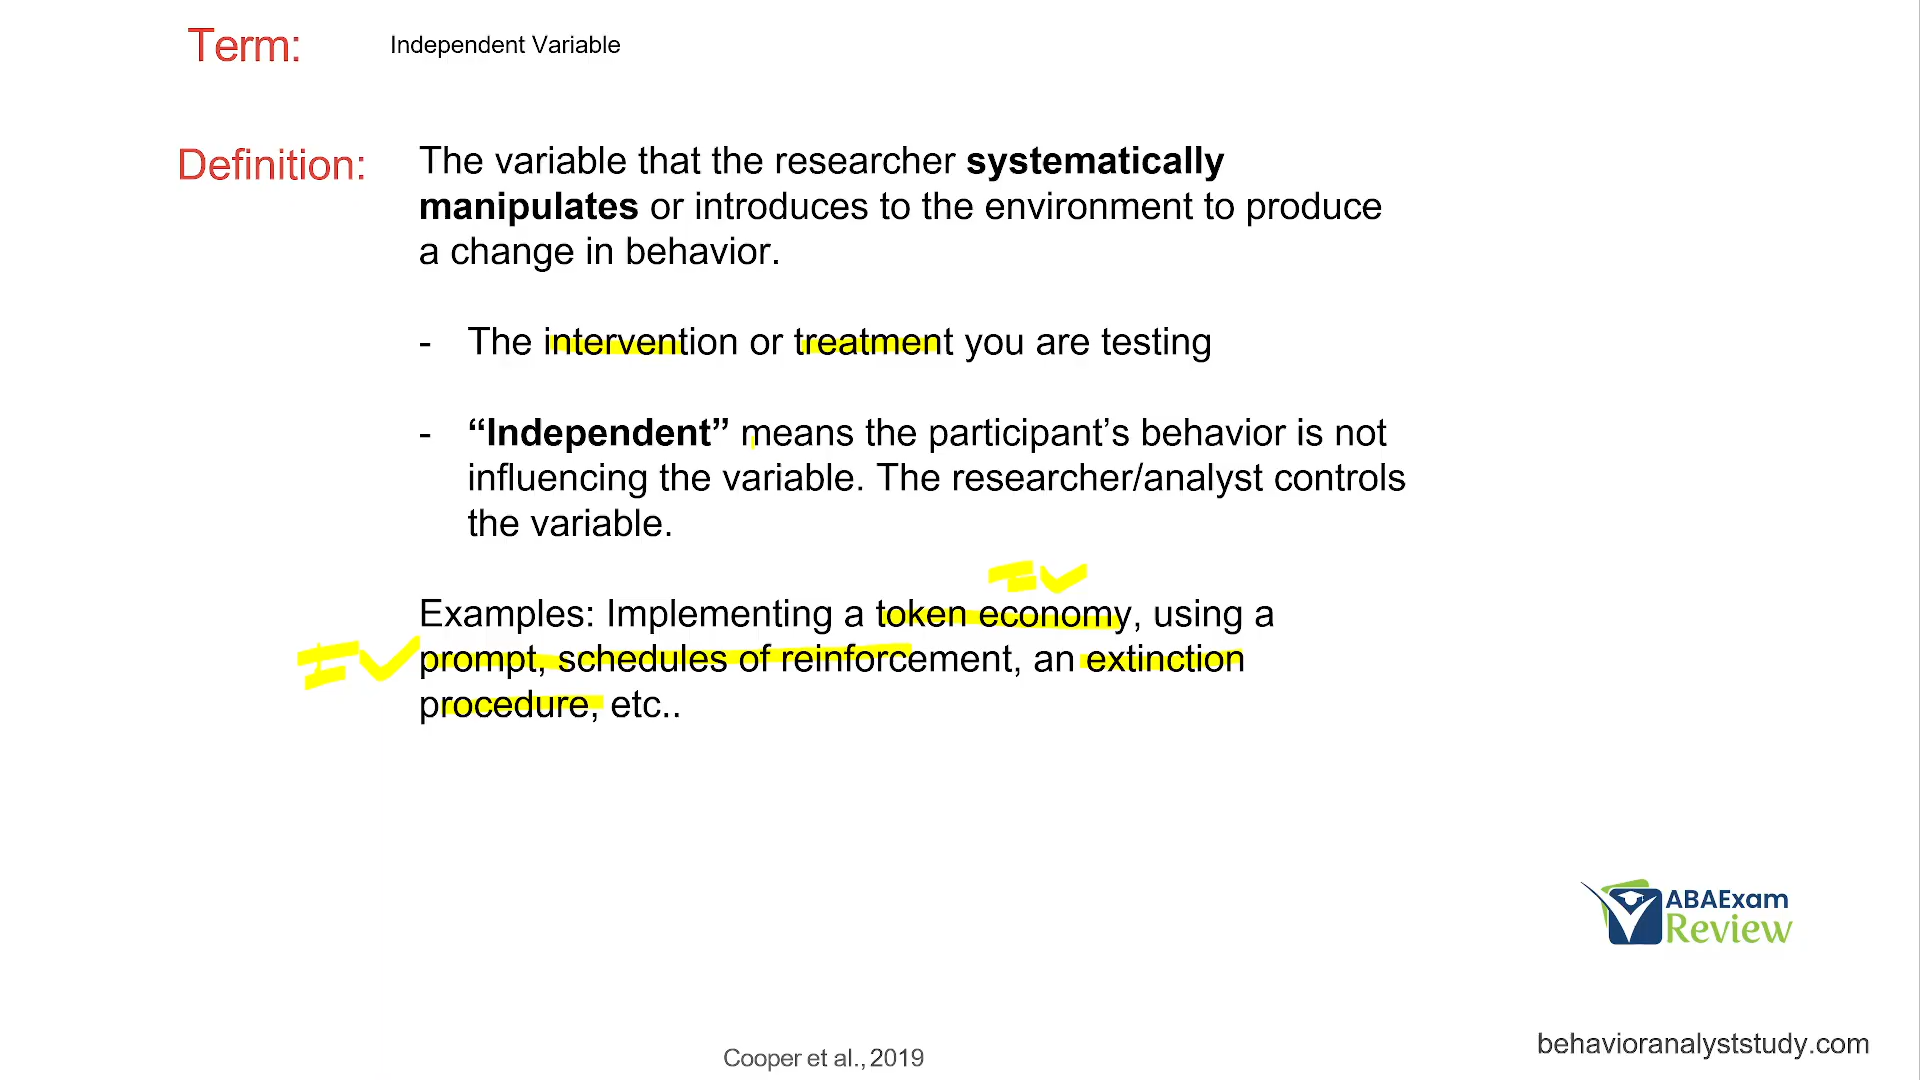 Term: Independent Variable
Definition: The variable that the researcher systematically
manipulates or introduces to the environment to produce
a change in behavior.
- The intervention or treatment you are testing
- “Independent” means the participant’s behavior is not
influencing the variable. The researcher/analyst controls
the variable.
IV
Examples: Implementing a token economy, using a
IV prompt, schedules of reinforcement, an extinction
procedure, etc..
ABAExam
Review
behavioranalyststudy.com
Cooper et al., 2019